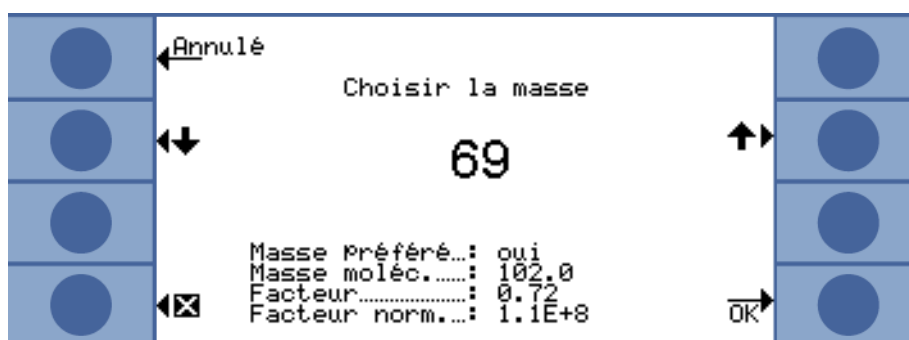 Annulé
Choisir la masse
69
Masse Préféré…: oui
Masse moléc.……: 102.0
Facteur…………………: 0.72
Facteur norm.…: 1.1E+8
OK